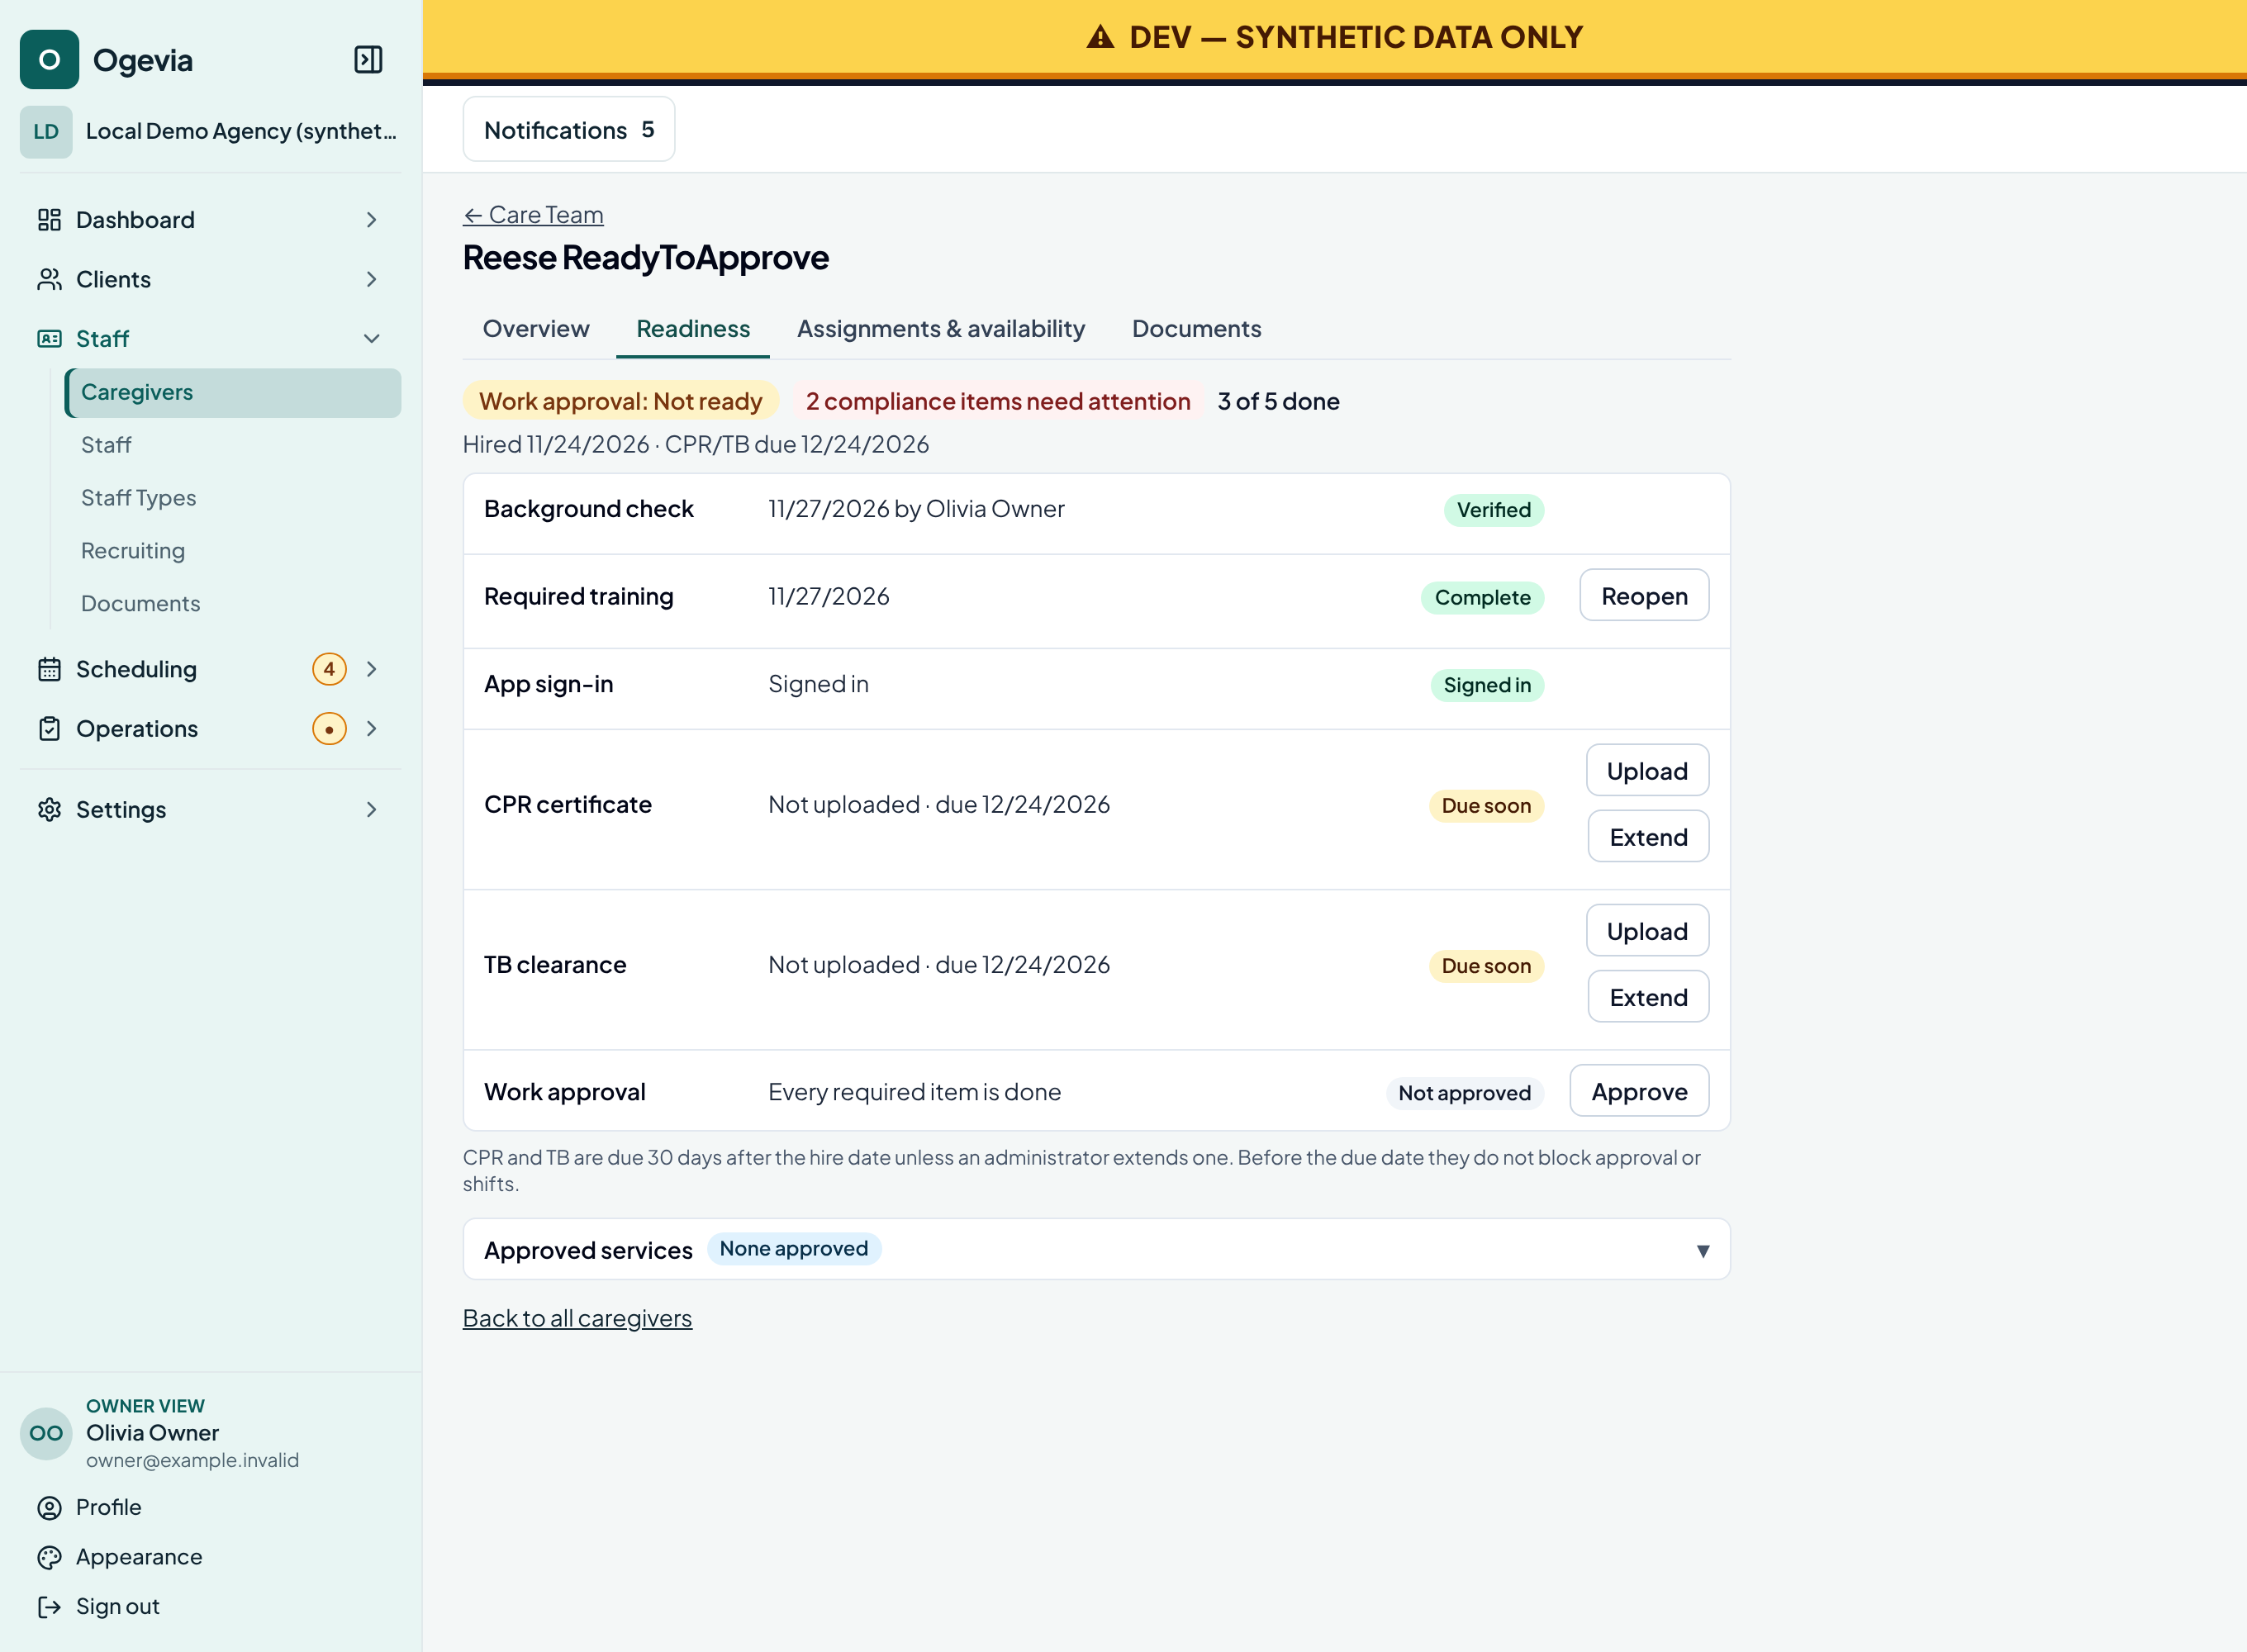 O Ogevia
LD Local Demo Agency (synthet...
Dashboard
Clients
Staff
Caregivers
Staff
Staff Types
Recruiting
Documents
Scheduling 4
Operations
Settings
OWNER VIEW
OO Olivia Owner
owner@example.invalid
Profile
Appearance
Sign out
DEV — SYNTHETIC DATA ONLY
Notifications 5
← Care Team
Reese ReadyToApprove
Overview Readiness Assignments & availability Documents
Work approval: Not ready 2 compliance items need attention 3 of 5 done
Hired 11/24/2026 · CPR/TB due 12/24/2026
Background check 11/27/2026 by Olivia Owner Verified
Required training 11/27/2026 Complete Reopen
App sign-in Signed in Signed in
Upload
CPR certificate Not uploaded · due 12/24/2026 Due soon
Extend
Upload
TB clearance Not uploaded · due 12/24/2026 Due soon
Extend
Work approval Every required item is done Not approved Approve
CPR and TB are due 30 days after the hire date unless an administrator extends one. Before the due date they do not block approval or
shifts.
Approved services None approved ▼
Back to all caregivers